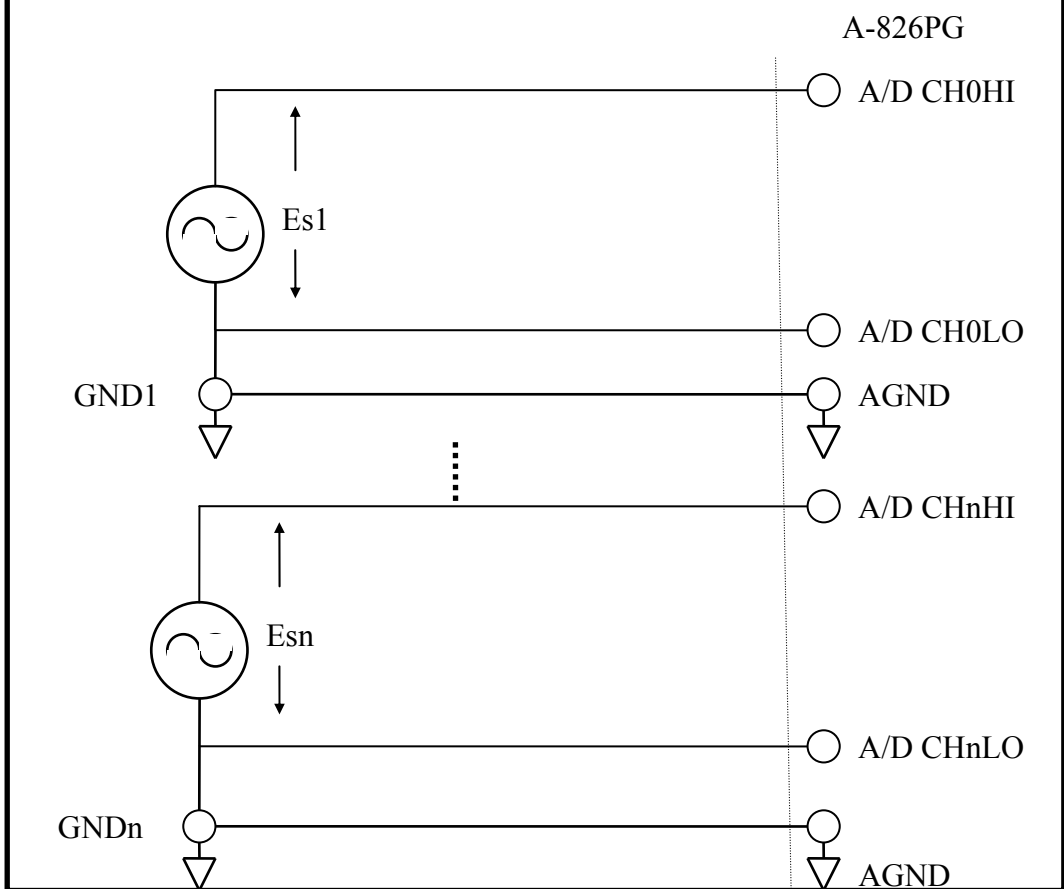 A-826PG
A/D CH0HI
Es1
A/D CH0LO
GND1
AGND
A/D CHnHI
Esn
A/D CHnLO
GNDn
AGND